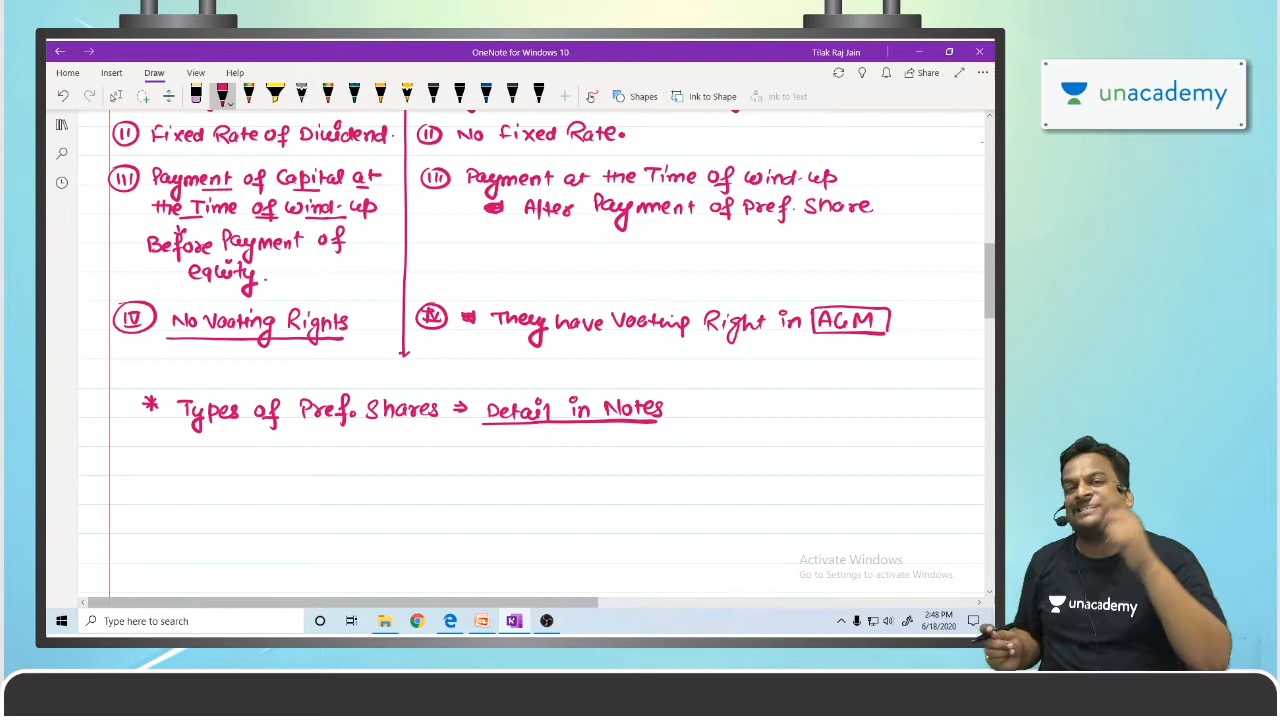 OneNote for Windows 10
Tilak Raj Jain
Home Insert Draw View Help
Share
Shapes
Ink to Shape
Ink to Text
unacademy
II Fixed Rate of Dividend.
III Payment of Capital at
the Time of wind-up
Before Payment of
equity.
IV No Vooting Rights
II No fixed Rate.
III Payment at the Time of wind-up
After Payment of Pref. Share
IV They have Vooting Right in AGM
* Types of Pref. Shares ⇒ Detail in Notes
Activate Windows
Go to Settings to activate Windows.
unacademy
Type here to search
2:48 PM
6/18/2020